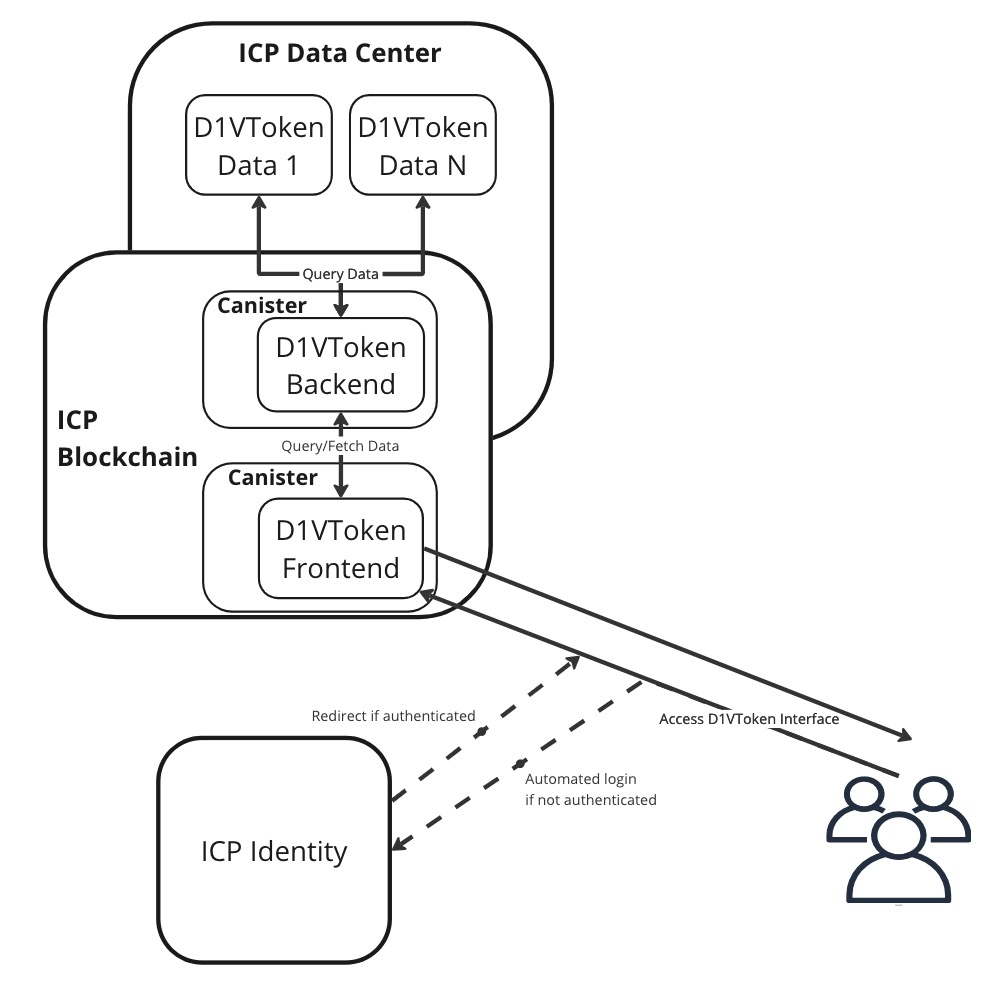 ICP Data Center
D1VToken
Data 1
D1VToken
Data N
Query Data
Canister
D1VToken
Backend
ICP
Blockchain
Query/Fetch Data
Canister
D1VToken
Frontend
Redirect if authenticated
Access D1VToken Interface
Automated login
if not authenticated
ICP Identity